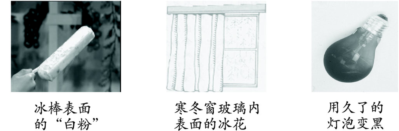 冰棒表面
的“白粉”
寒冬窗玻璃内
表面的冰花
用久了的
灯泡变黑